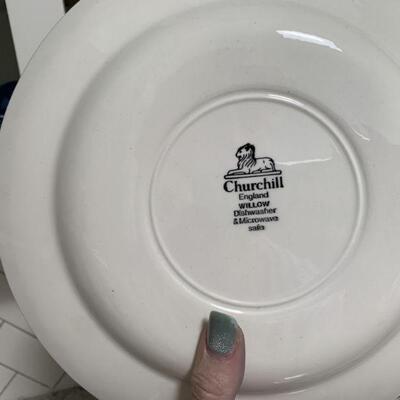 Churchill
England
WILLOW
Dishwasher
& Microwave
safe